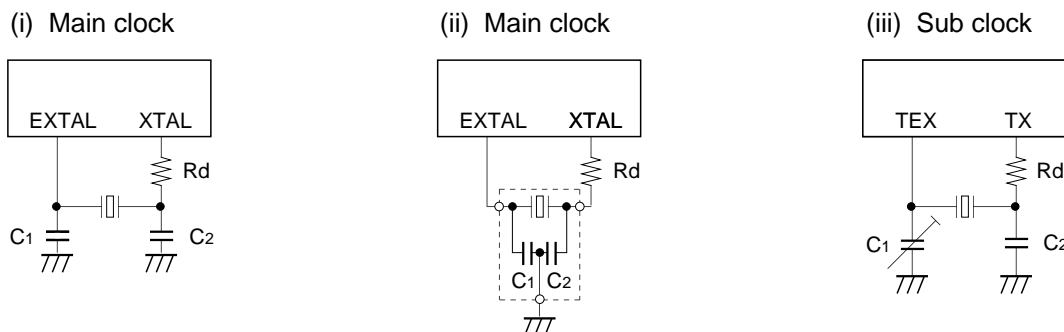 (i) Main clock
EXTAL XTAL
Rd
C1 C2
(ii) Main clock
EXTAL XTAL
Rd
C1 C2
(iii) Sub clock
TEX TX
Rd
C1 C2